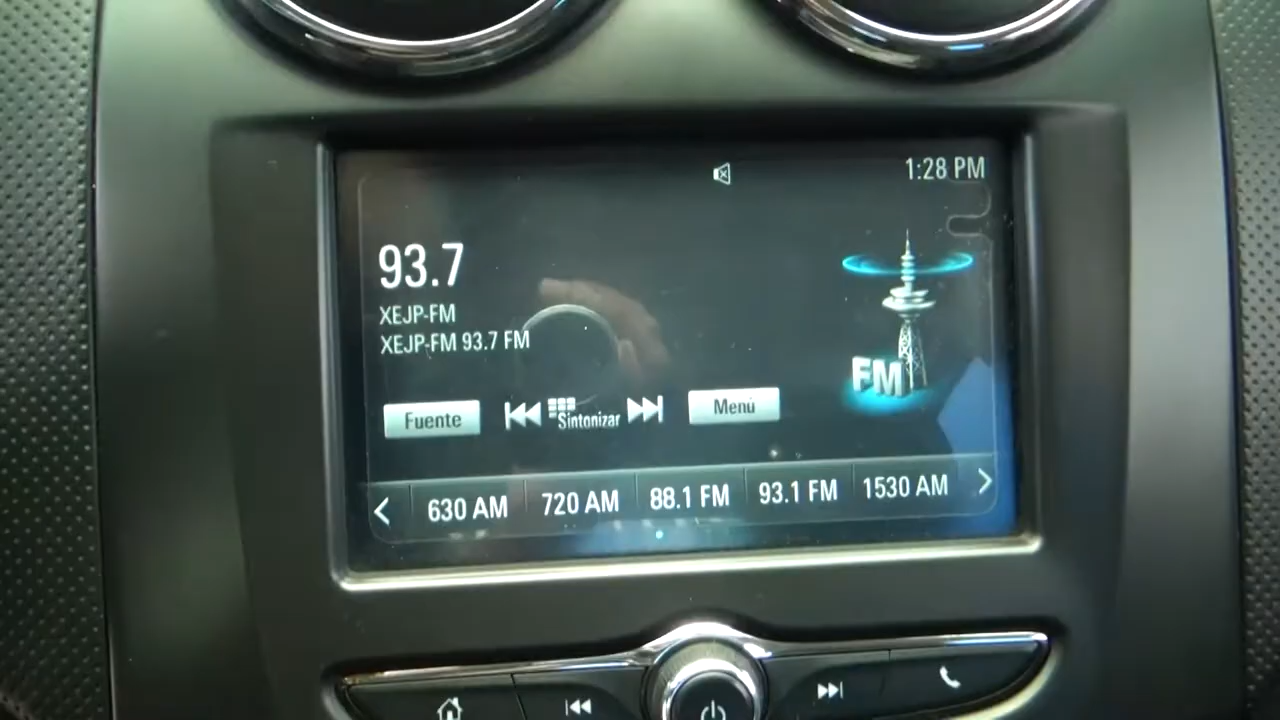 1:28 PM
93.7
XEJP-FM
XEJP-FM 93.7 FM
FM
Fuente
Sintonizar
Menú
630 AM
720 AM
88.1 FM
93.1 FM
1530 AM